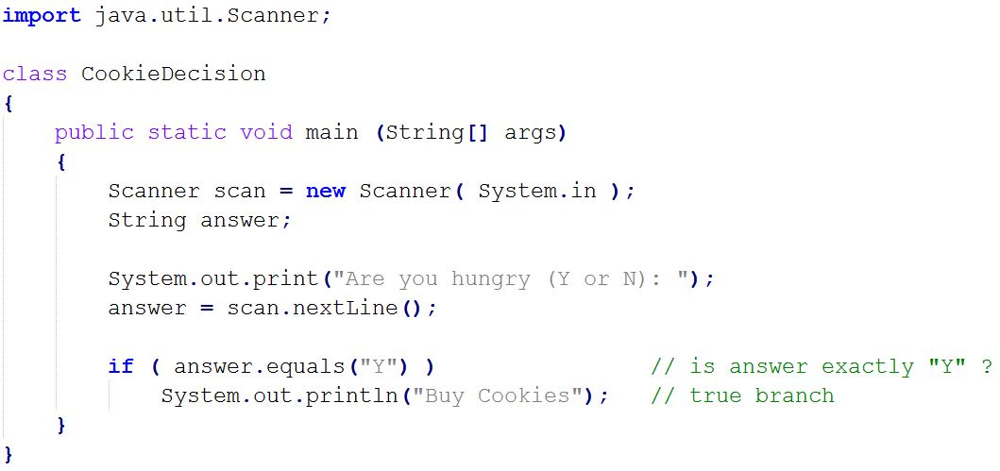 import java.util.Scanner;

class CookieDecision
{
    public static void main (String[] args)
    {
        Scanner scan = new Scanner( System.in );
        String answer;

        System.out.print("Are you hungry (Y or N): ");
        answer = scan.nextLine();

        if ( answer.equals("Y") )                // is answer exactly "Y" ?
            System.out.println("Buy Cookies");   // true branch
    }
}